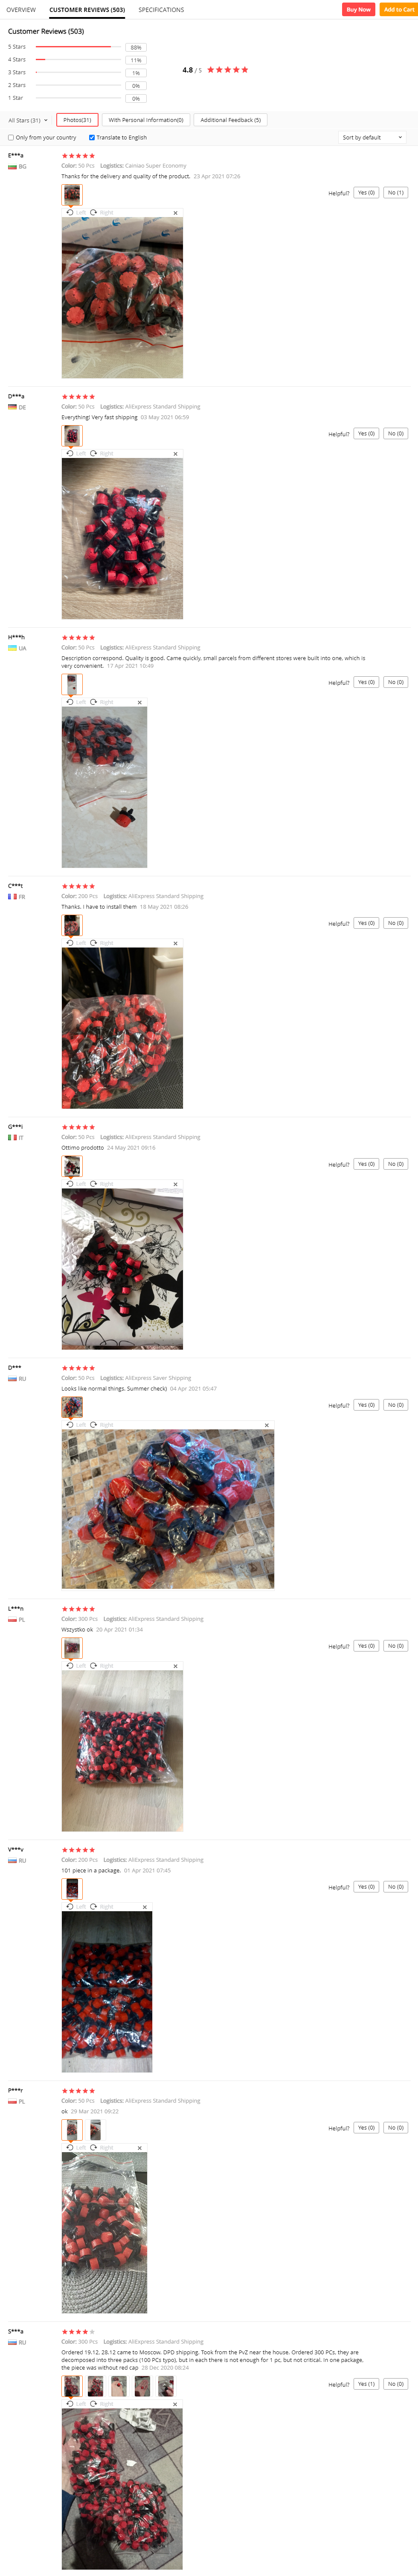 OVERVIEW CUSTOMER REVIEWS (503) SPECIFICATIONS Buy Now Add to Cart
Customer Reviews (503)
5 Stars 88%
4 Stars 11%
3 Stars 1%
2 Stars 0%
1 Star 0%
4.8 / 5
All Stars (31) Photos(31) With Personal Information(0) Additional Feedback (5)
Only from your country Translate to English Sort by default
E***a
BG
Color: 50 Pcs Logistics: Cainiao Super Economy
Thanks for the delivery and quality of the product. 23 Apr 2021 07:26
Helpful? Yes (0) No (1)
Left Right
D***a
DE
Color: 50 Pcs Logistics: AliExpress Standard Shipping
Everything! Very fast shipping 03 May 2021 06:59
Helpful? Yes (0) No (0)
Left Right
H***h
UA
Color: 50 Pcs Logistics: AliExpress Standard Shipping
Description correspond. Quality is good. Came quickly, small parcels from different stores were built into one, which is
very convenient. 17 Apr 2021 10:49
Helpful? Yes (0) No (0)
Left Right
C***t
FR
Color: 200 Pcs Logistics: AliExpress Standard Shipping
Thanks, I have to install them 18 May 2021 08:26
Helpful? Yes (0) No (0)
Left Right
G***i
IT
Color: 50 Pcs Logistics: AliExpress Standard Shipping
Ottimo prodotto 24 May 2021 09:16
Helpful? Yes (0) No (0)
Left Right
D***
RU
Color: 50 Pcs Logistics: AliExpress Saver Shipping
Looks like normal things. Summer check) 04 Apr 2021 05:47
Helpful? Yes (0) No (0)
Left Right
L***n
PL
Color: 300 Pcs Logistics: AliExpress Standard Shipping
Wszystko ok 20 Apr 2021 01:34
Helpful? Yes (0) No (0)
Left Right
V***v
RU
Color: 200 Pcs Logistics: AliExpress Standard Shipping
101 piece in a package. 01 Apr 2021 07:45
Helpful? Yes (0) No (0)
Left Right
P***r
PL
Color: 50 Pcs Logistics: AliExpress Standard Shipping
ok 29 Mar 2021 09:22
Helpful? Yes (0) No (0)
Left Right
S***a
RU
Color: 300 Pcs Logistics: AliExpress Standard Shipping
Ordered 19.12, 28.12 came to Moscow. DPD shipping. Took from the PvZ near the house. Ordered 300 PCs, they are
decomposed into three packs (100 PCs typo), but in each there is not enough for 1 pc. but not critical. In one package,
the piece was without red cap 28 Dec 2020 08:24
Helpful? Yes (1) No (0)
Left Right